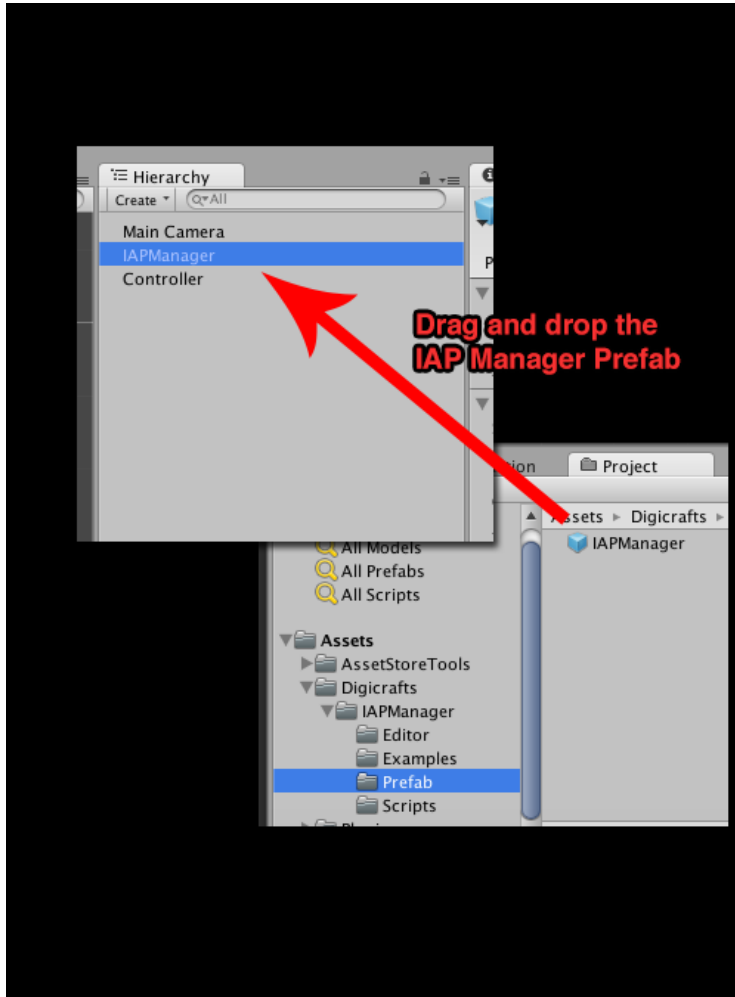 Hierarchy
Create
All
Main Camera
IAPManager
Controller
Drag and drop the
IAP Manager Prefab
Project
Assets ▸ Digicrafts ▸
IAPManager
All Models
All Prefabs
All Scripts
Assets
AssetStoreTools
Digicrafts
IAPManager
Editor
Examples
Prefab
Scripts